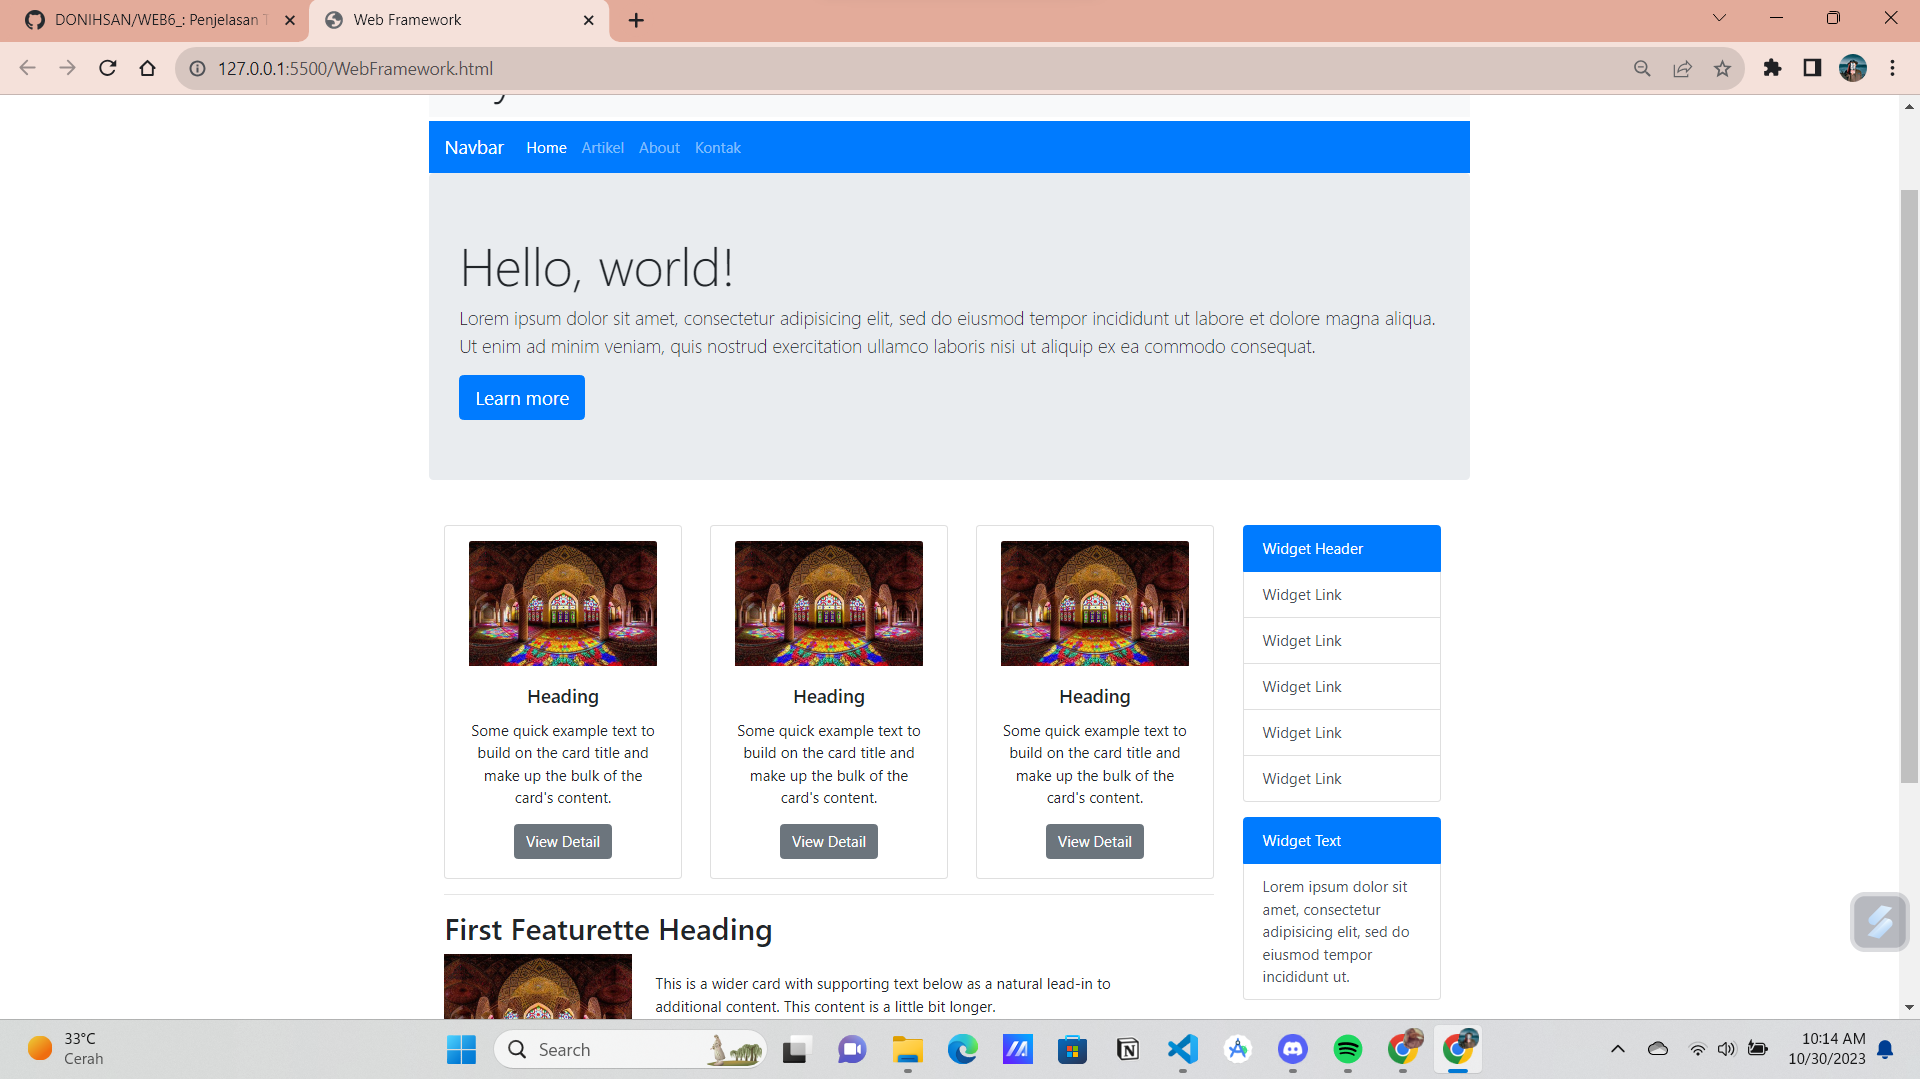 DONIHSAN/WEB6_: Penjelasan
Web Framework
127.0.0.1:5500/WebFramework.html
Navbar Home Artikel About Kontak
Hello, world!
Lorem ipsum dolor sit amet, consectetur adipisicing elit, sed do eiusmod tempor incididunt ut labore et dolore magna aliqua.
Ut enim ad minim veniam, quis nostrud exercitation ullamco laboris nisi ut aliquip ex ea commodo consequat.
Learn more
Heading
Some quick example text to
build on the card title and
make up the bulk of the
card's content.
View Detail
Heading
Some quick example text to
build on the card title and
make up the bulk of the
card's content.
View Detail
Heading
Some quick example text to
build on the card title and
make up the bulk of the
card's content.
View Detail
Widget Header
Widget Link
Widget Link
Widget Link
Widget Link
Widget Link
Widget Text
Lorem ipsum dolor sit
amet, consectetur
adipisicing elit, sed do
eiusmod tempor
incididunt ut.
First Featurette Heading
This is a wider card with supporting text below as a natural lead-in to
additional content. This content is a little bit longer.
33°C
Cerah
Search
10:14 AM
10/30/2023